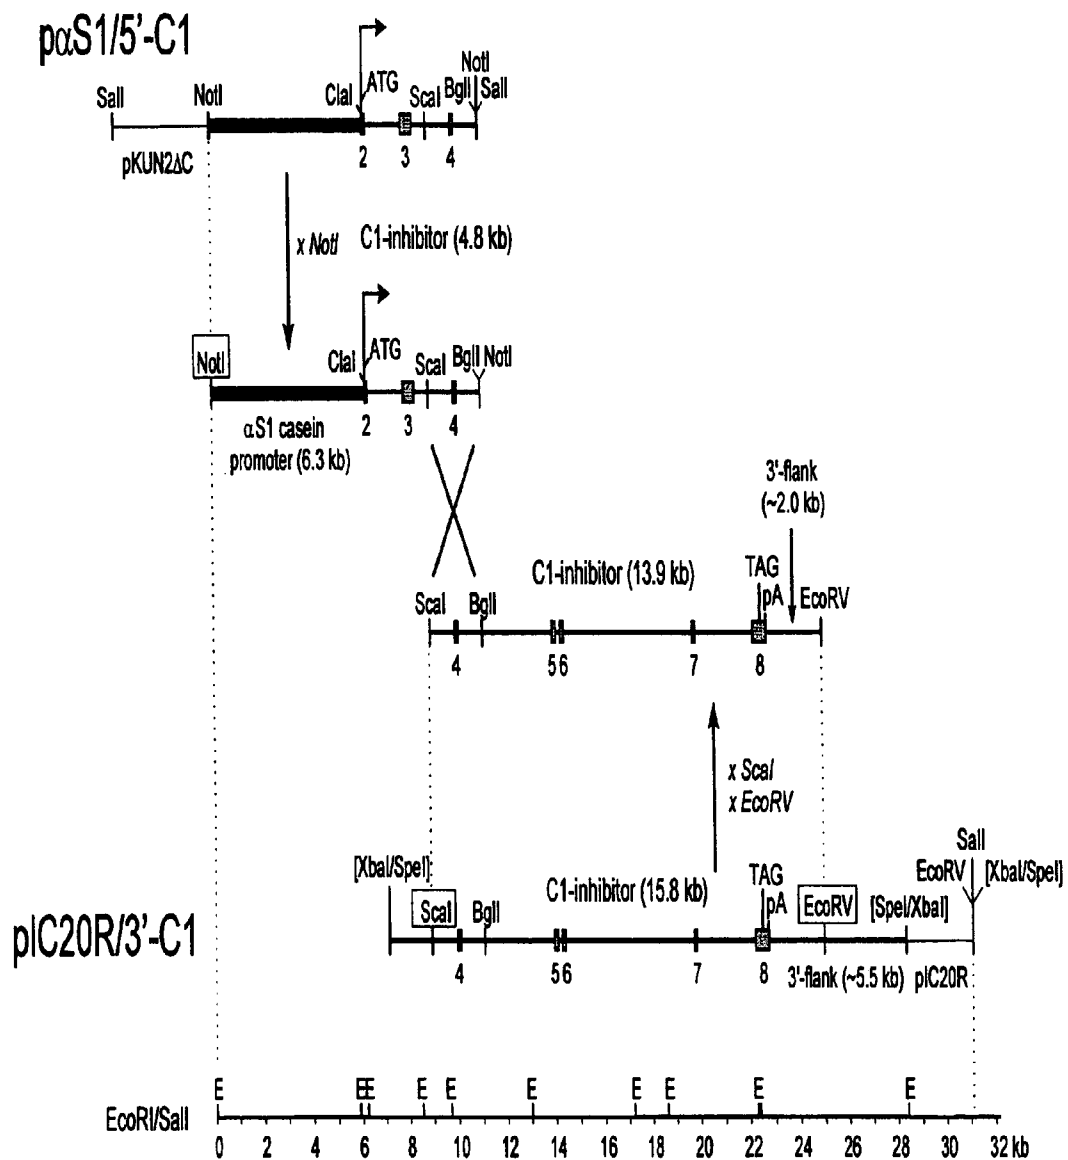 pαS1/5'-C1
SalI NotI ClaI ATG ScaI BglI NotI SalI
pKUN2ΔC 2 3 4
x NotI
C1-inhibitor (4.8 kb)
NotI ClaI ATG ScaI BglI NotI
αS1 casein
promoter (6.3 kb)
2 3 4
3'-flank
(~2.0 kb)
C1-inhibitor (13.9 kb)
TAG
pA
ScaI BglI EcoRV
4 5 6 7 8
x ScaI
x EcoRV
SalI
[XbaI/SpeI] C1-inhibitor (15.8 kb) TAG EcoRV [XbaI/SpeI]
ScaI BglI pA EcoRV [SpeI/XbaI]
pIC20R/3'-C1
4 5 6 7 8 3'-flank (~5.5 kb) pIC20R
E E E E E E E E E E
EcoRI/SalI
0 2 4 6 8 10 12 14 16 18 20 22 24 26 28 30 32 kb